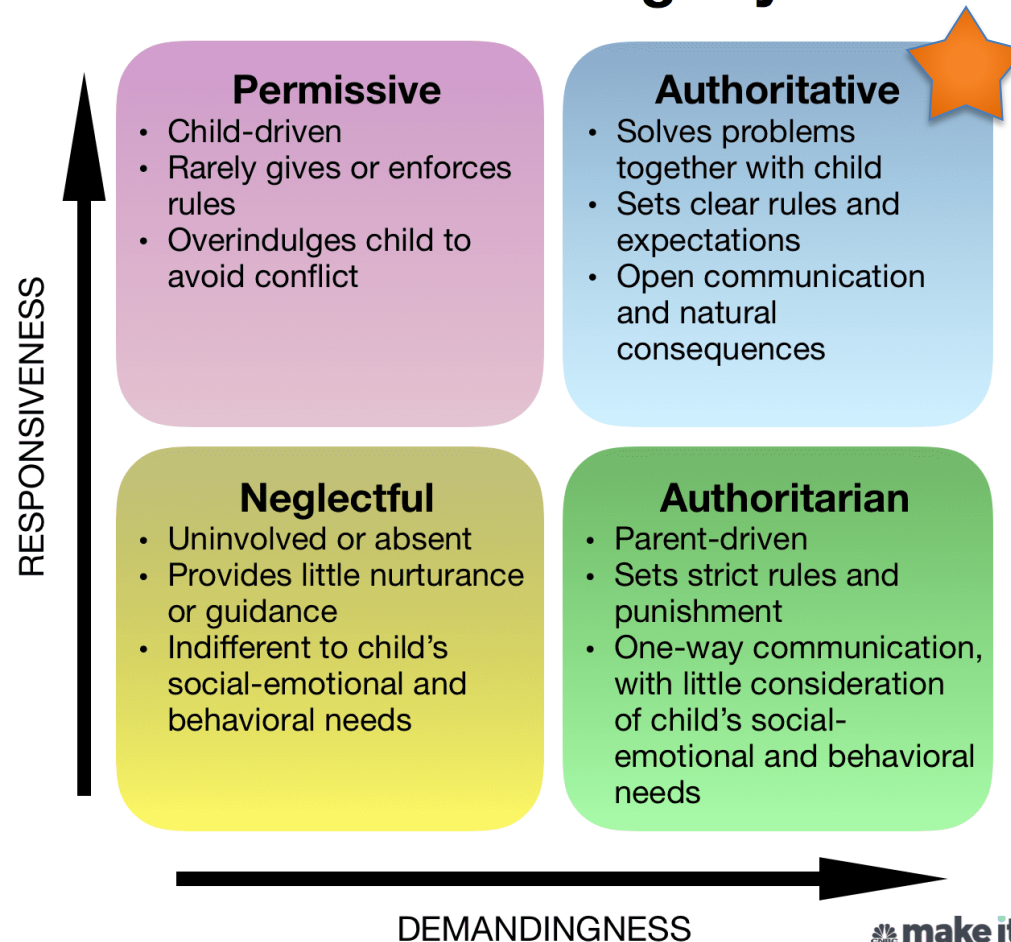 Permissive
• Child-driven
• Rarely gives or enforces
rules
• Overindulges child to
avoid conflict
Authoritative
• Solves problems
together with child
• Sets clear rules and
expectations
• Open communication
and natural
consequences
RESPONSIVENESS
Neglectful
• Uninvolved or absent
• Provides little nurturance
or guidance
• Indifferent to child's
social-emotional and
behavioral needs
Authoritarian
• Parent-driven
• Sets strict rules and
punishment
• One-way communication,
with little consideration
of child's social-
emotional and behavioral
needs
DEMANDINGNESS
CNBC make it